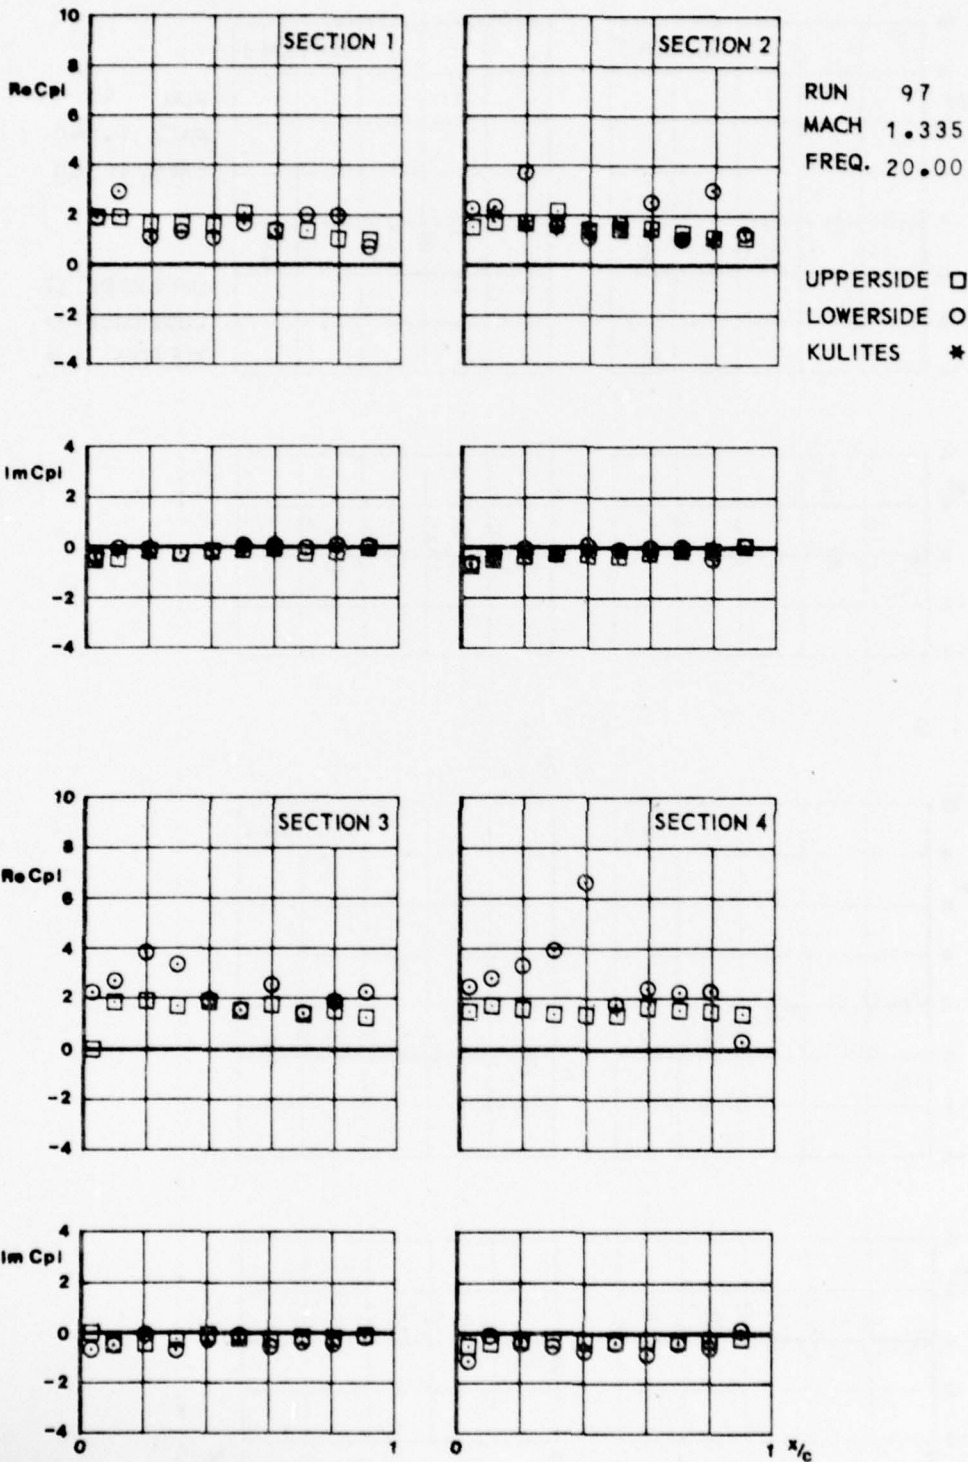 SECTION 1
10
8
6
4
2
0
-2
-4
ReCpl
SECTION 2
RUN 97
MACH 1.335
FREQ. 20.00
UPPERSIDE □
LOWERSIDE ○
KULITES *
4
2
0
-2
-4
ImCpl
SECTION 3
10
8
6
4
2
0
-2
-4
ReCpl
SECTION 4
4
2
0
-2
-4
Im Cpl
0 1
0 1 x/c